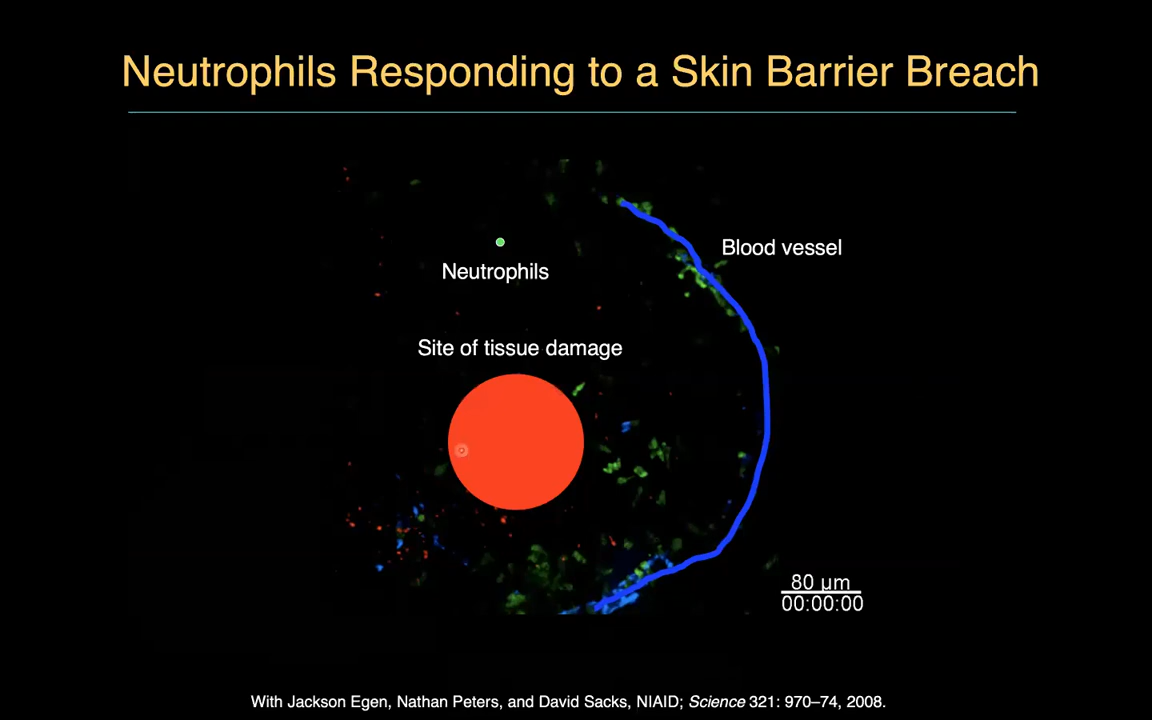 Neutrophils Responding to a Skin Barrier Breach
Blood vessel
Neutrophils
Site of tissue damage
80 µm
00:00:00
With Jackson Egen, Nathan Peters, and David Sacks, NIAID; Science 321: 970–74, 2008.